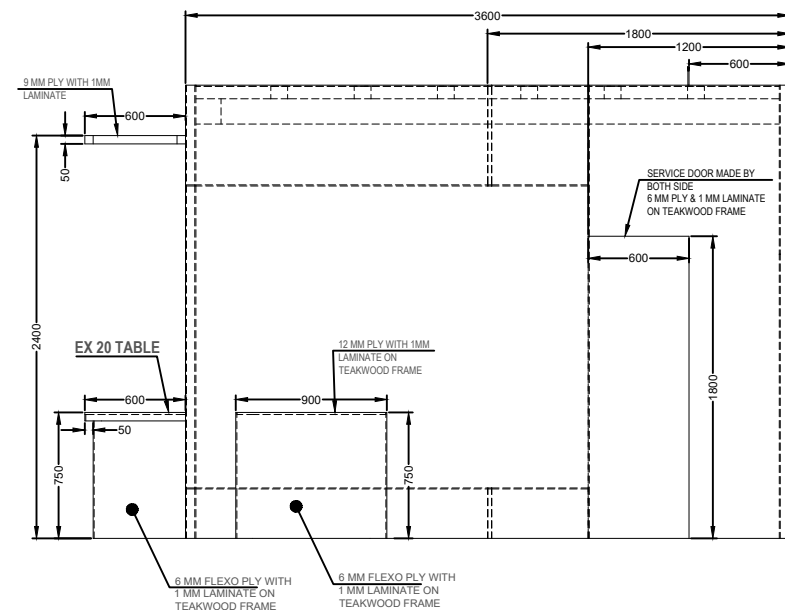 3600
1800
1200
600
9 MM PLY WITH 1MM
LAMINATE
600
50
SERVICE DOOR MADE BY
BOTH SIDE
6 MM PLY & 1 MM LAMINATE
ON TEAKWOOD FRAME
600
2400
EX 20 TABLE
12 MM PLY WITH 1MM
LAMINATE ON
TEAKWOOD FRAME
1800
600
900
50
750
750
6 MM FLEXO PLY WITH
1 MM LAMINATE ON
TEAKWOOD FRAME
6 MM FLEXO PLY WITH
1 MM LAMINATE ON
TEAKWOOD FRAME